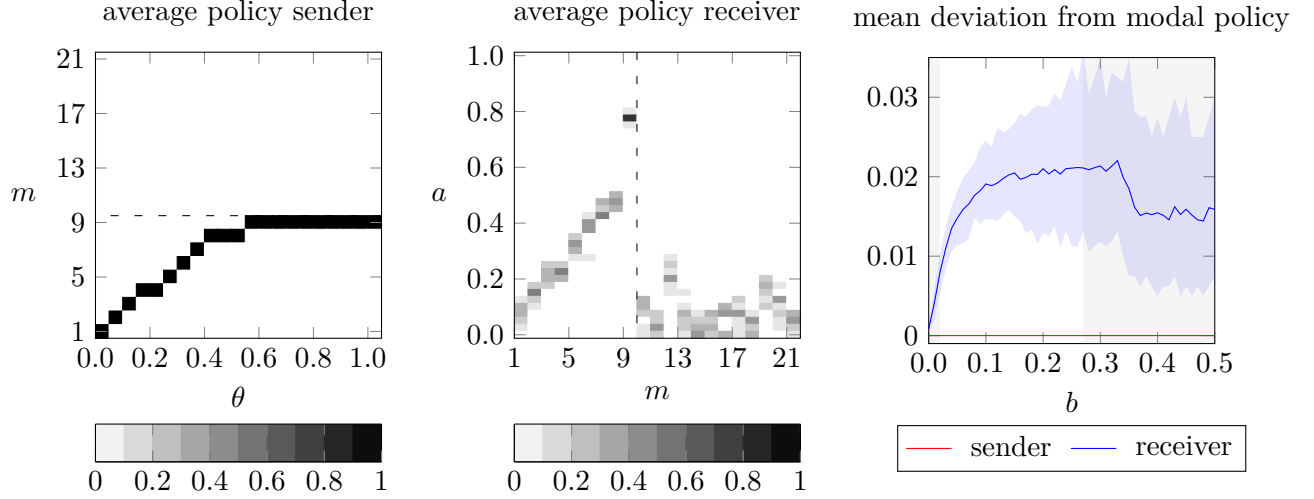 average policy sender
21
17
13
9
5
1
m
0.0 0.2 0.4 0.6 0.8 1.0
θ
0 0.2 0.4 0.6 0.8 1
average policy receiver
1.0
0.8
0.6
0.4
0.2
0.0
a
1 5 9 13 17 21
m
0 0.2 0.4 0.6 0.8 1
mean deviation from modal policy
0.03
0.02
0.01
0
0.0 0.1 0.2 0.3 0.4 0.5
b
sender receiver